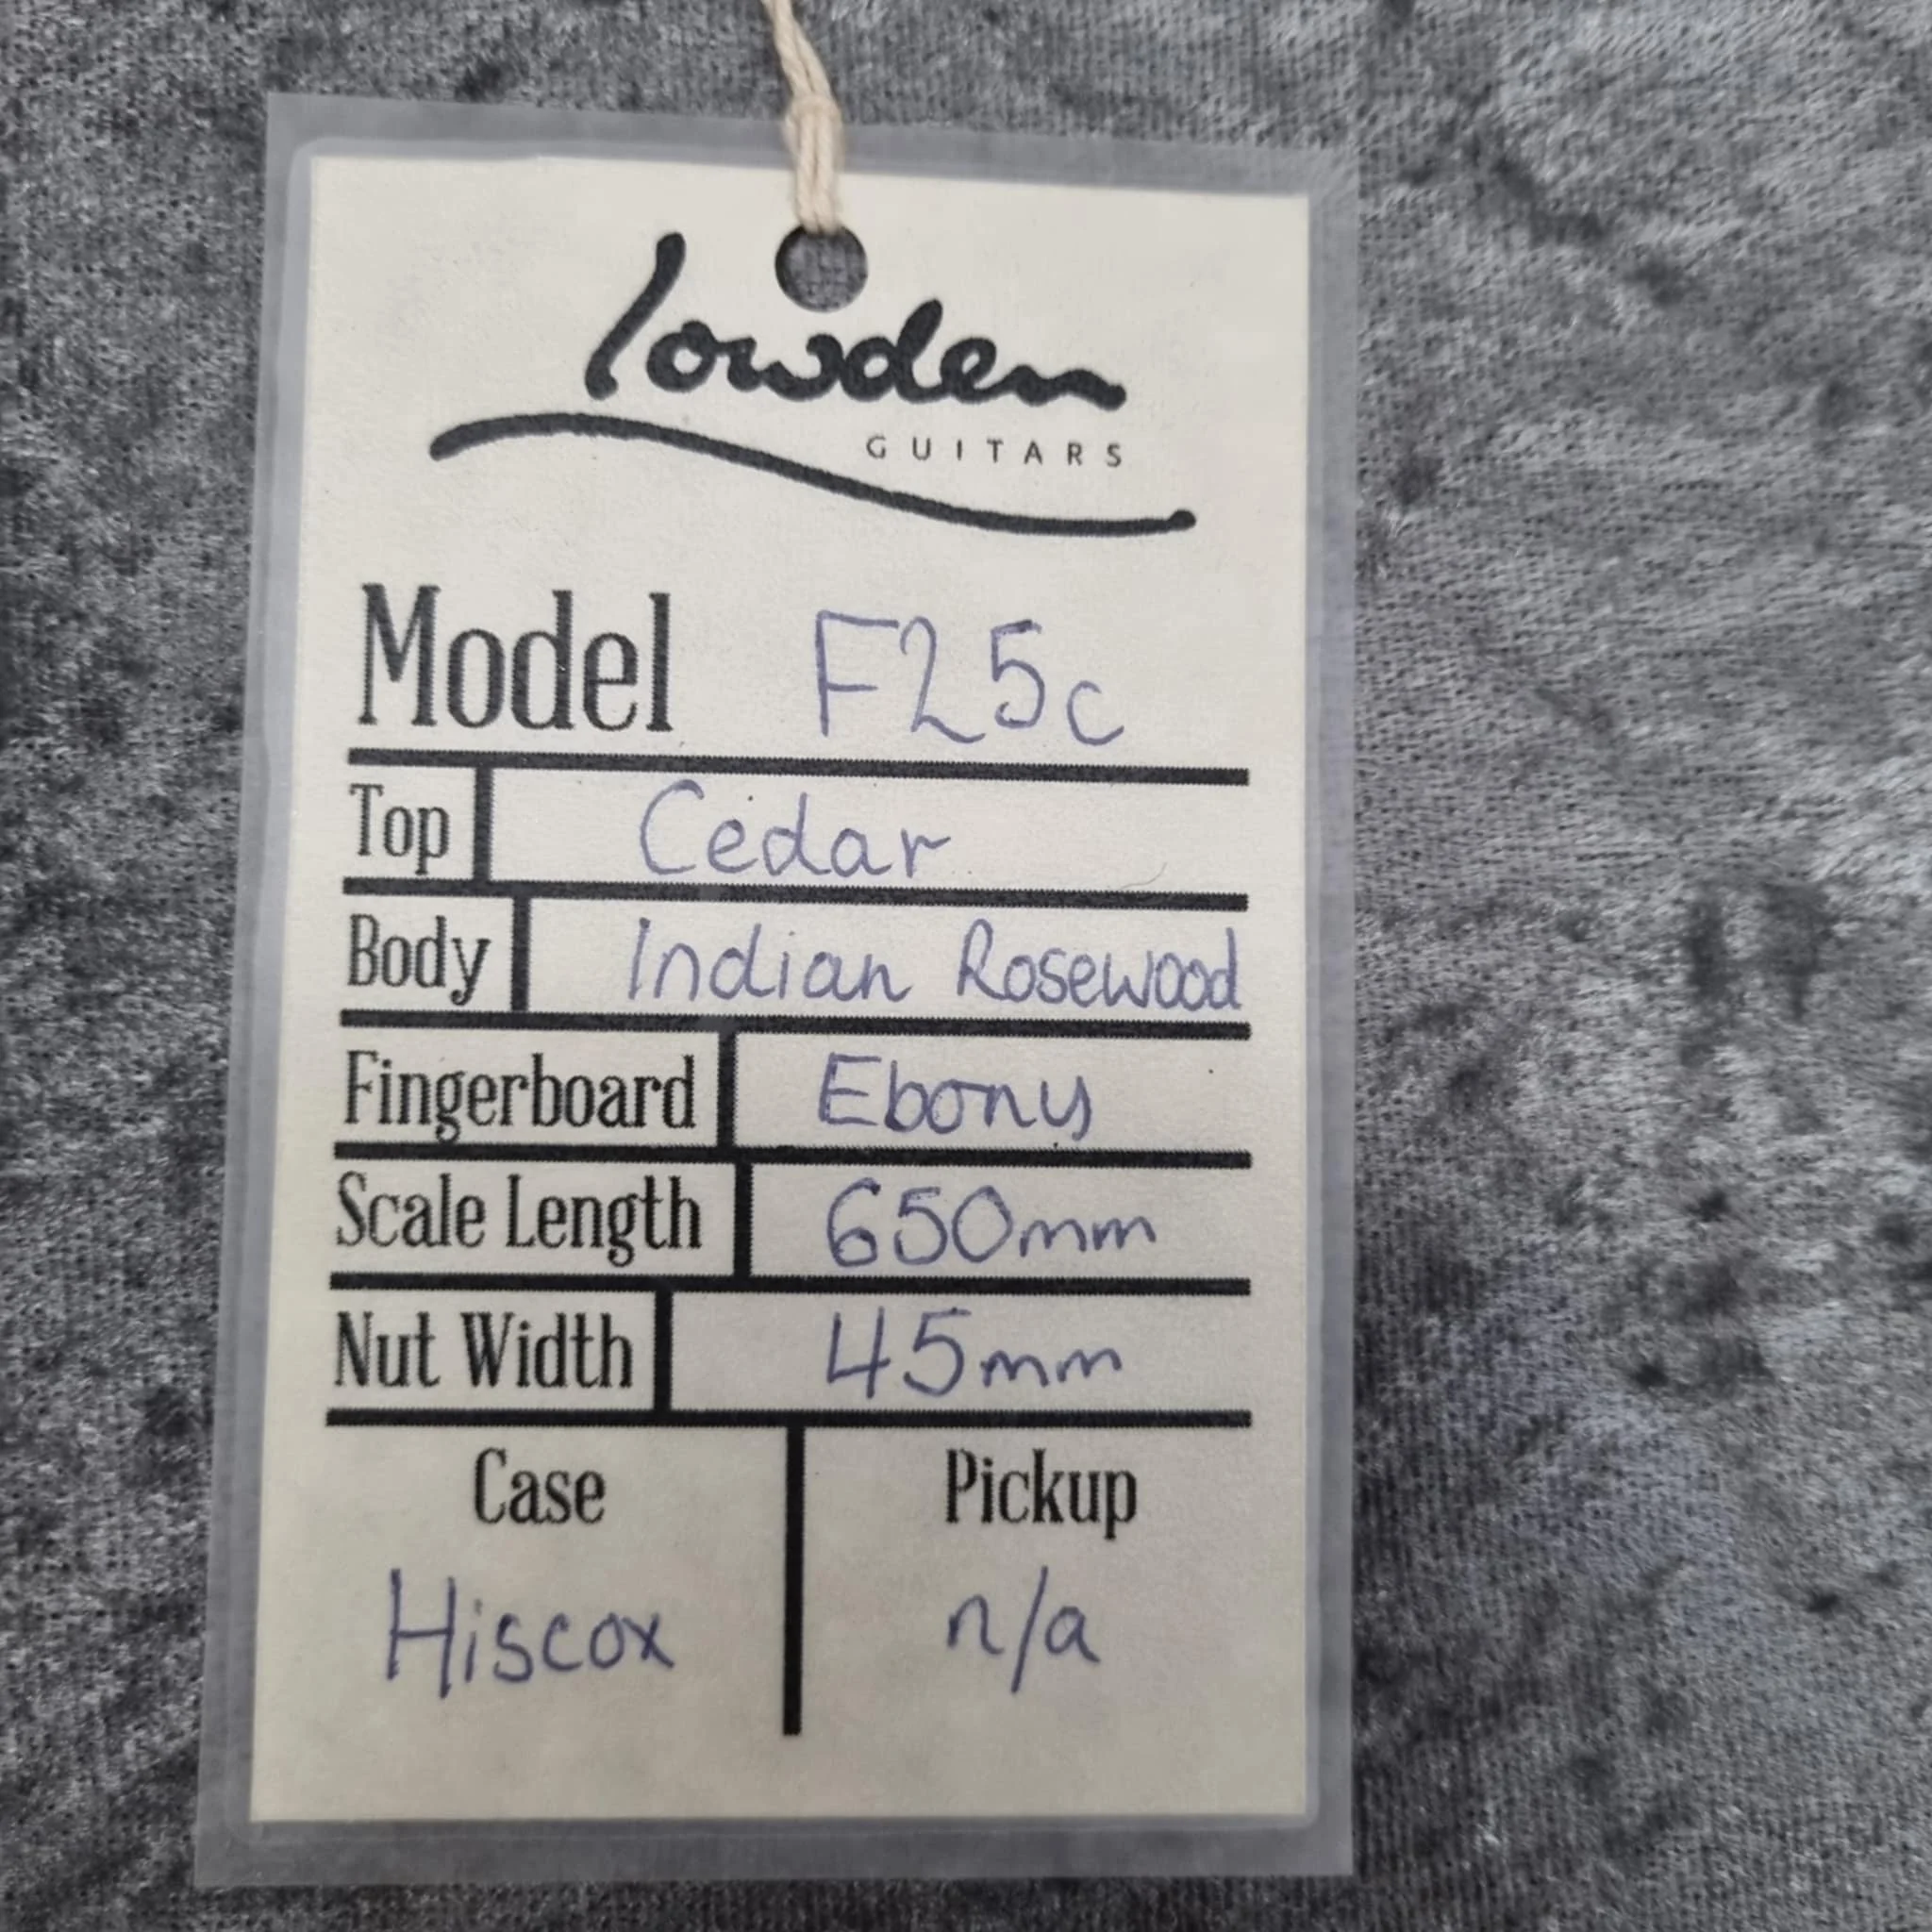 lowden
GUITARS
Model F25c
Top Cedar
Body Indian Rosewood
Fingerboard Ebony
Scale Length 650mm
Nut Width 45mm
Case Pickup
Hiscox n/a